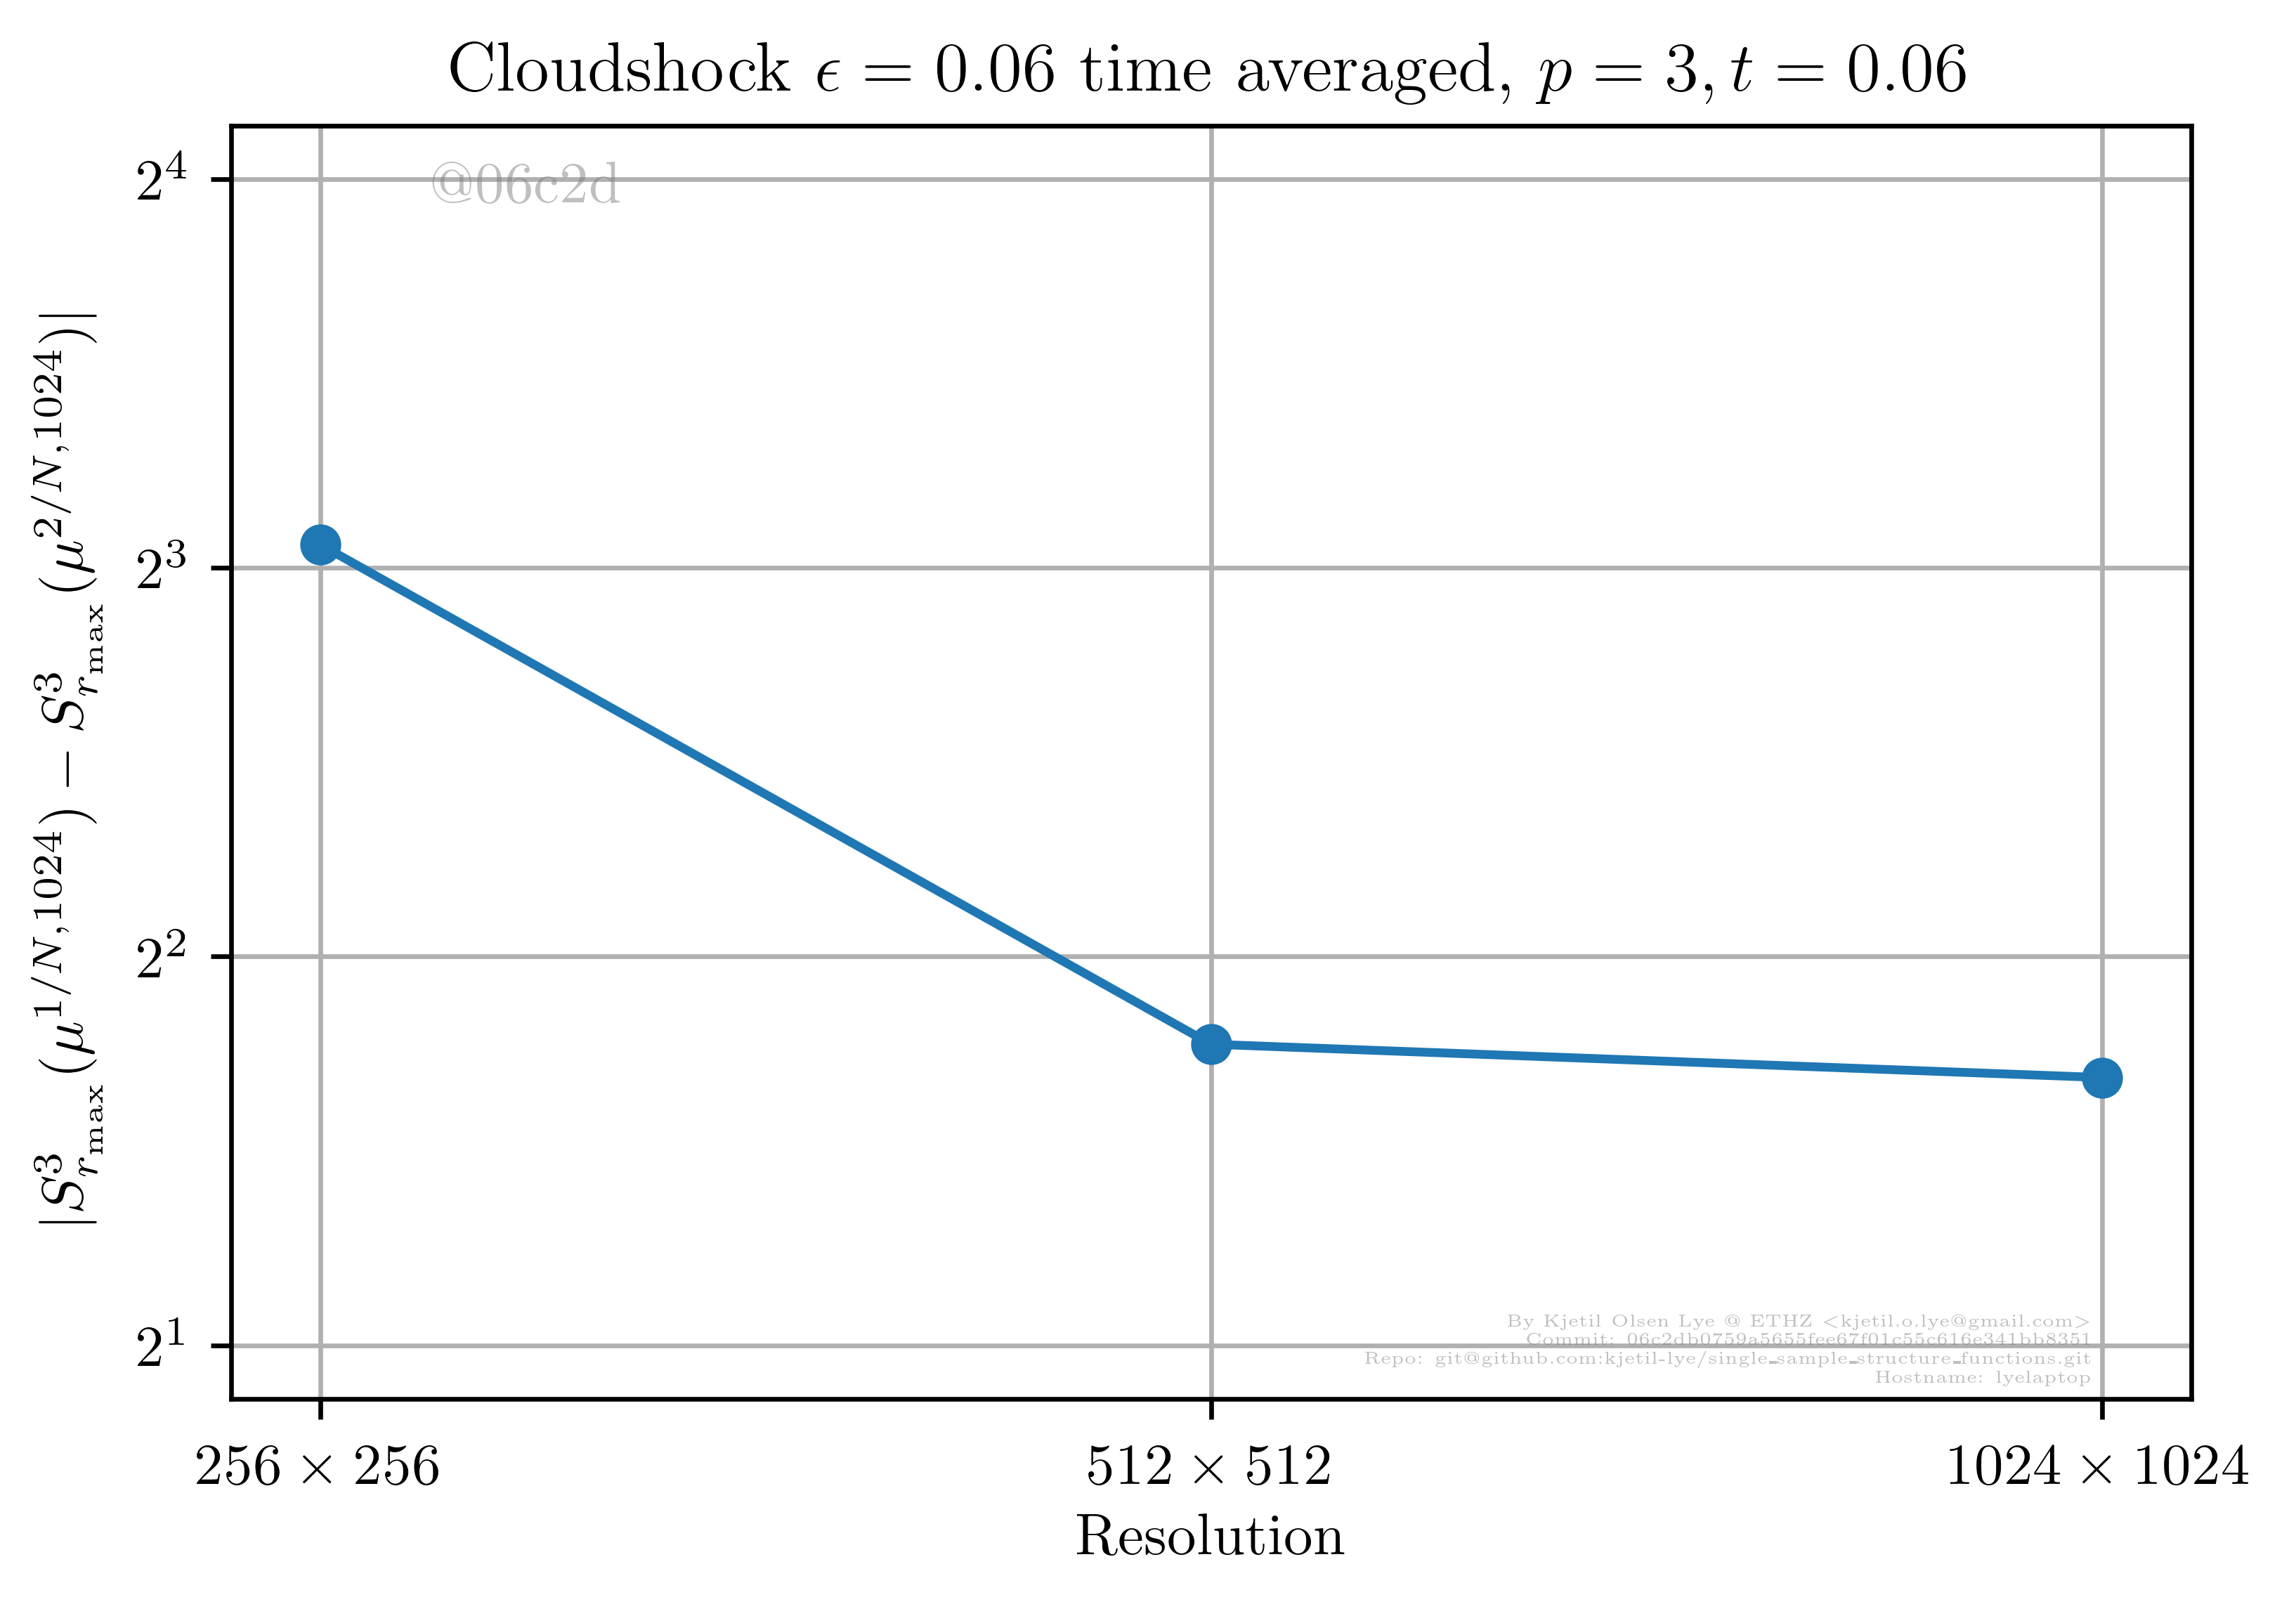 Cloudshock ϵ = 0.06 time averaged, p = 3, t = 0.06
@06c2d
|S^3_{r_max}(μ^{1/N,1024}) − S^3_{r_max}(μ^{2/N,1024})|
2^4
2^3
2^2
2^1
By Kjetil Olsen Lye @ ETHZ <kjetil.o.lye@gmail.com>
Commit: 06c2db0759a5655fee67f01c55c616e341bb8351
Repo: git@github.com:kjetil-lye/single_sample_structure_functions.git
Hostname: lyelaptop
256 × 256
512 × 512
1024 × 1024
Resolution